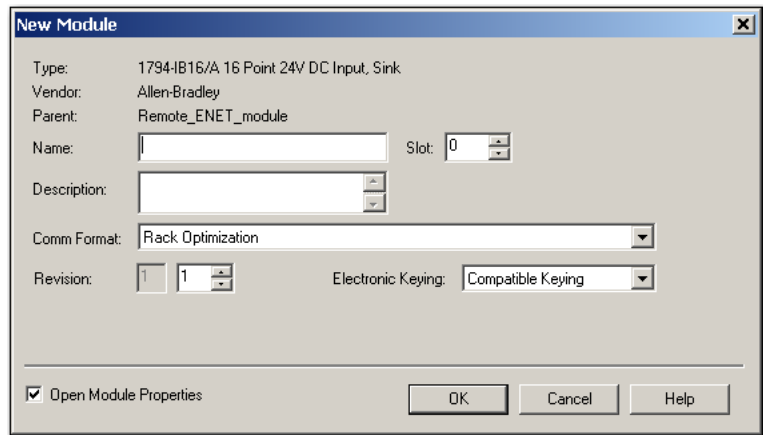 New Module
Type: 1794-IB16/A 16 Point 24V DC Input, Sink
Vendor: Allen-Bradley
Parent: Remote_ENET_module
Name: Slot: 0
Description:
Comm Format: Rack Optimization
Revision: 1 1 Electronic Keying: Compatible Keying
Open Module Properties OK Cancel Help